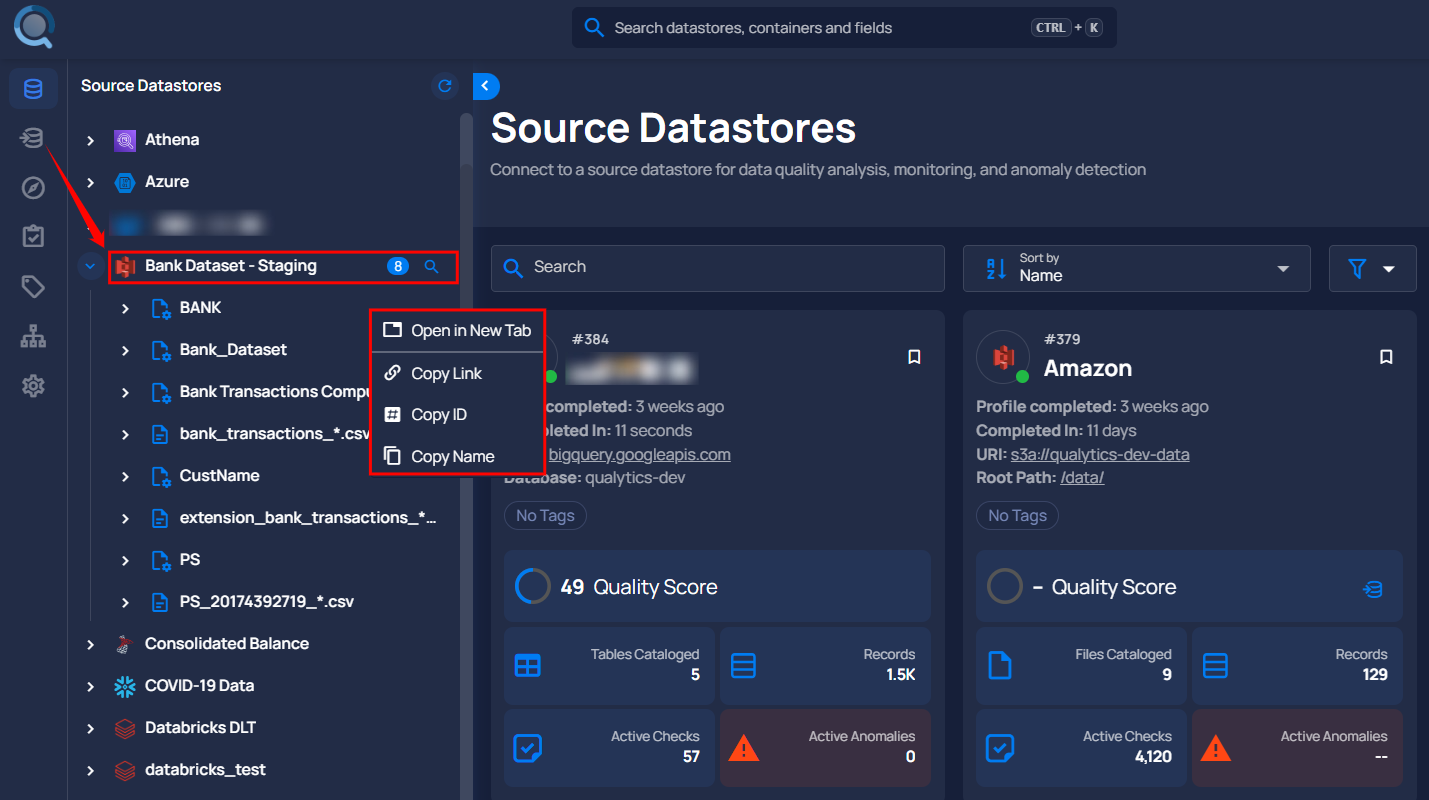 Search datastores, containers and fields
CTRL + K
Source Datastores
Athena
Azure
Bank Dataset - Staging
8
BANK
Bank_Dataset
Bank Transactions Compu
bank_transactions_*.csv
CustName
extension_bank_transactions_*...
PS
PS_20174392719_*.csv
Consolidated Balance
COVID-19 Data
Databricks DLT
databricks_test
Open in New Tab
Copy Link
Copy ID
Copy Name
Source Datastores
Connect to a source datastore for data quality analysis, monitoring, and anomaly detection
Search
Sort by
Name
#384
completed: 3 weeks ago
In: 11 seconds
bigquery.googleapis.com
Database: qualytics-dev
No Tags
49 Quality Score
Tables Cataloged
5
Records
1.5K
Active Checks
57
Active Anomalies
0
#379
Amazon
Profile completed: 3 weeks ago
Completed In: 11 days
URI: s3a://qualytics-dev-data
Root Path: /data/
No Tags
– Quality Score
Files Cataloged
9
Records
129
Active Checks
4,120
Active Anomalies
--